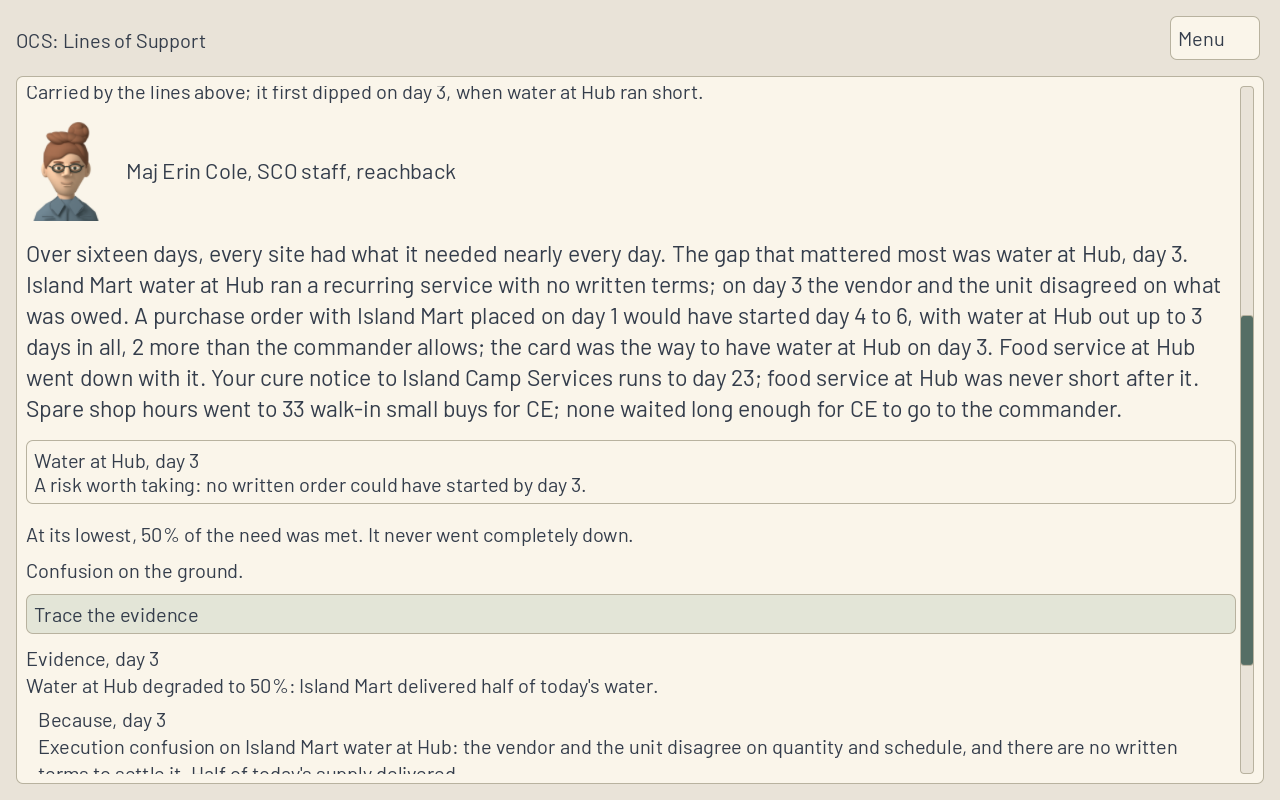 OCS: Lines of Support
Menu
Carried by the lines above; it first dipped on day 3, when water at Hub ran short.
Maj Erin Cole, SCO staff, reachback
Over sixteen days, every site had what it needed nearly every day. The gap that mattered most was water at Hub, day 3.
Island Mart water at Hub ran a recurring service with no written terms; on day 3 the vendor and the unit disagreed on what
was owed. A purchase order with Island Mart placed on day 1 would have started day 4 to 6, with water at Hub out up to 3
days in all, 2 more than the commander allows; the card was the way to have water at Hub on day 3. Food service at Hub
went down with it. Your cure notice to Island Camp Services runs to day 23; food service at Hub was never short after it.
Spare shop hours went to 33 walk-in small buys for CE; none waited long enough for CE to go to the commander.
Water at Hub, day 3
A risk worth taking: no written order could have started by day 3.
At its lowest, 50% of the need was met. It never went completely down.
Confusion on the ground.
Trace the evidence
Evidence, day 3
Water at Hub degraded to 50%: Island Mart delivered half of today's water.
Because, day 3
Execution confusion on Island Mart water at Hub: the vendor and the unit disagree on quantity and schedule, and there are no written
terms to settle it. Half of today's supply delivered.